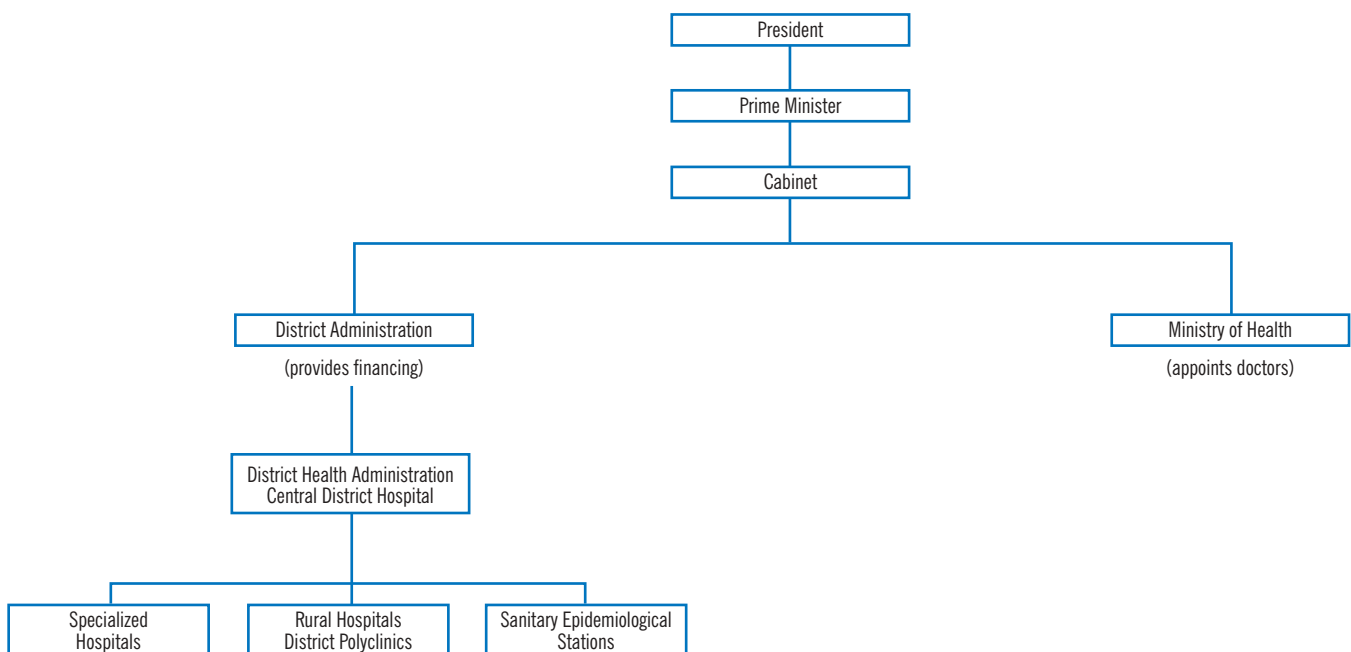 President
Prime Minister
Cabinet
District Administration
(provides financing)
Ministry of Health
(appoints doctors)
District Health Administration
Central District Hospital
Specialized
Hospitals
Rural Hospitals
District Polyclinics
Sanitary Epidemiological
Stations